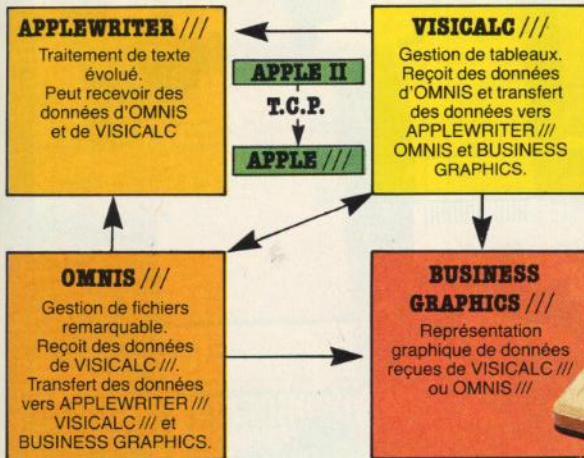 APPLEWRITER ///
Traitement de texte
évolué.
Peut recevoir des
données d'OMNIS
et de VISICALC
APPLE II
T.C.P.
APPLE ///
VISICALC ///
Gestion de tableaux.
Reçoit des données
d'OMNIS et transfert
des données vers
APPLEWRITER ///
OMNIS et BUSINESS
GRAPHICS.
OMNIS ///
Gestion de fichiers
remarquable.
Reçoit des données
de VISICALC ///.
Transfert des données
vers APPLEWRITER ///
VISICALC /// et
BUSINESS GRAPHICS.
BUSINESS
GRAPHICS ///
Représentation
graphique de données
reçues de VISICALC ///
ou OMNIS ///